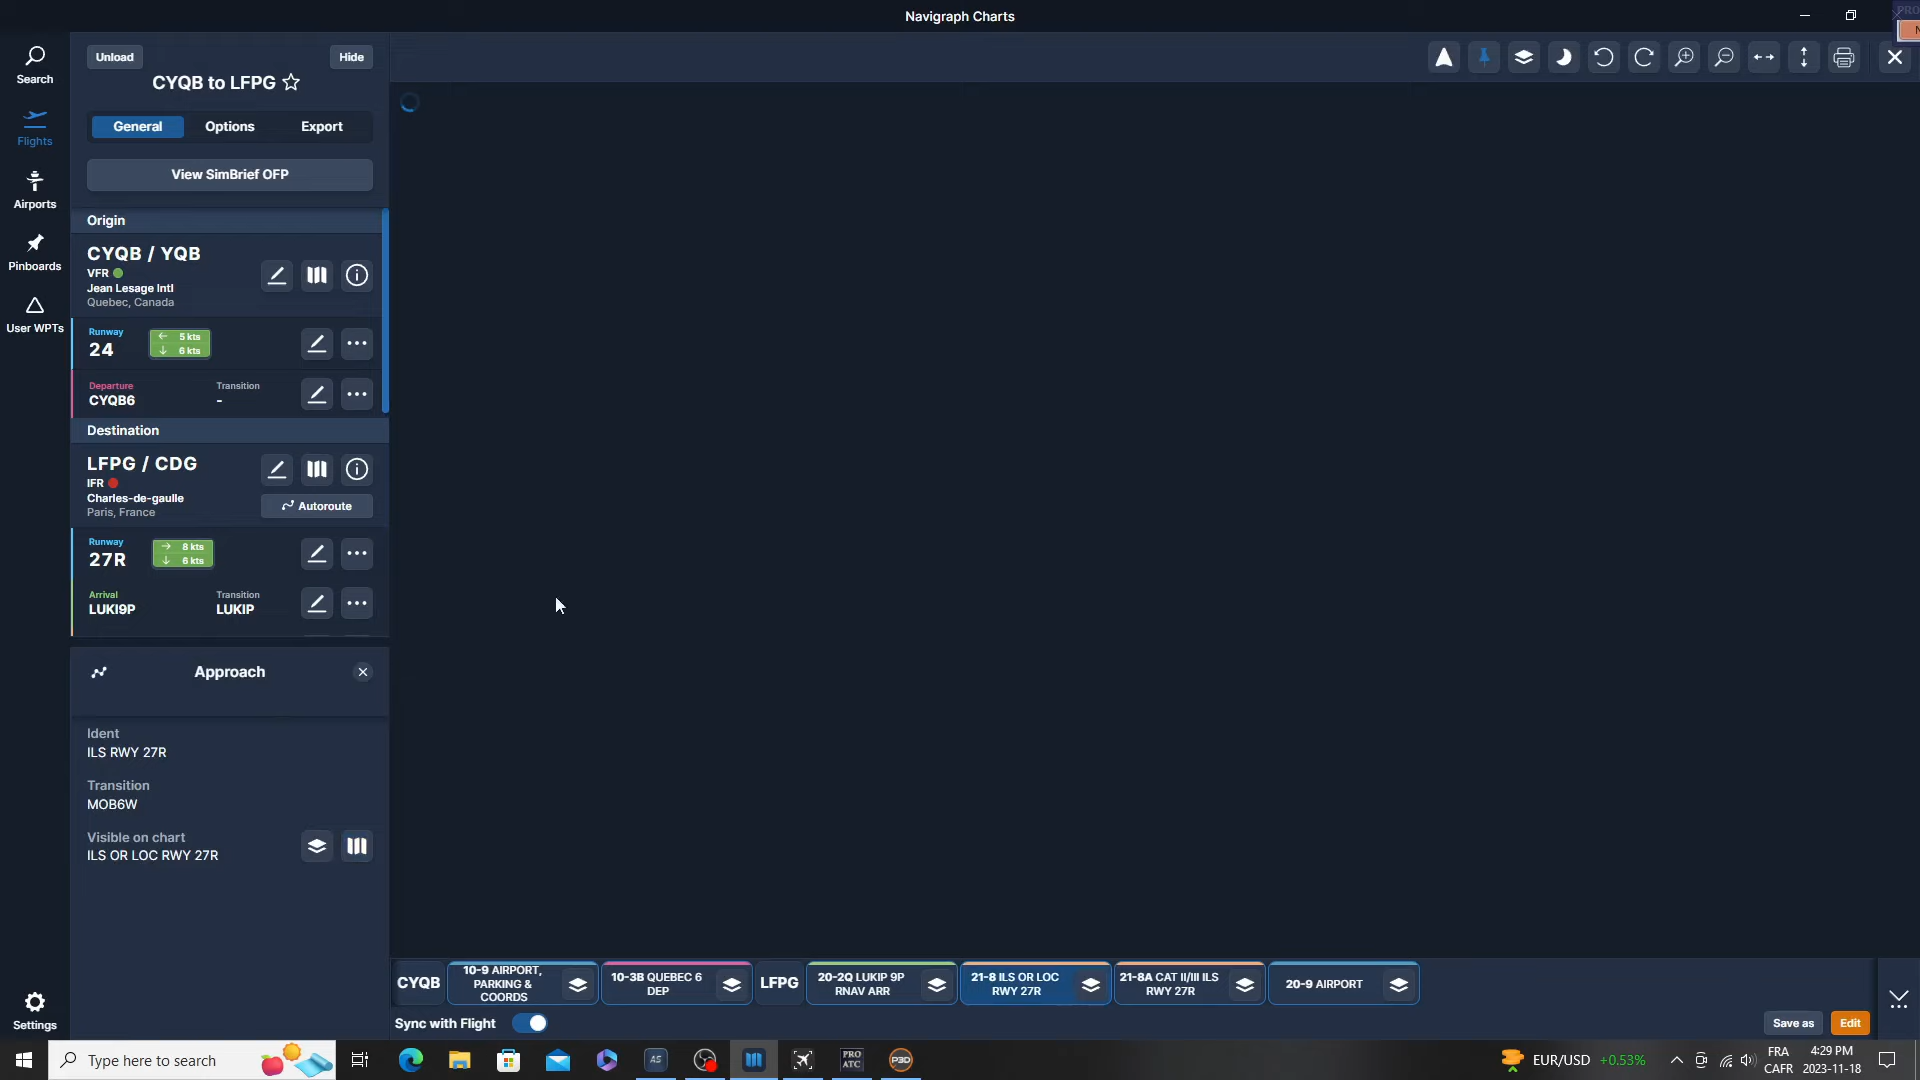 Navigraph Charts
Search
Flights
Airports
Pinboards
User WPTs
Settings
Unload
Hide
CYQB to LFPG
General
Options
Export
View SimBrief OFP
Origin
CYQB / YQB
VFR
Jean Lesage Intl
Quebec, Canada
Runway
24
5 kts
6 kts
Departure
CYQB6
Transition
-
Destination
LFPG / CDG
IFR
Charles-de-gaulle
Paris, France
Autoroute
Runway
27R
8 kts
6 kts
Arrival
LUKI9P
Transition
LUKIP
Approach
Ident
ILS RWY 27R
Transition
MOB6W
Visible on chart
ILS OR LOC RWY 27R
CYQB
10-9 AIRPORT,
PARKING &
COORDS
10-3B QUEBEC 6
DEP
LFPG
20-2Q LUKIP 9P
RNAV ARR
21-8 ILS OR LOC
RWY 27R
21-8A CAT II/III ILS
RWY 27R
20-9 AIRPORT
Sync with Flight
Save as
Edit
Type here to search
AS
PRO
ATC
P3D
EUR/USD +0.53%
FRA
CAFR
4:29 PM
2023-11-18